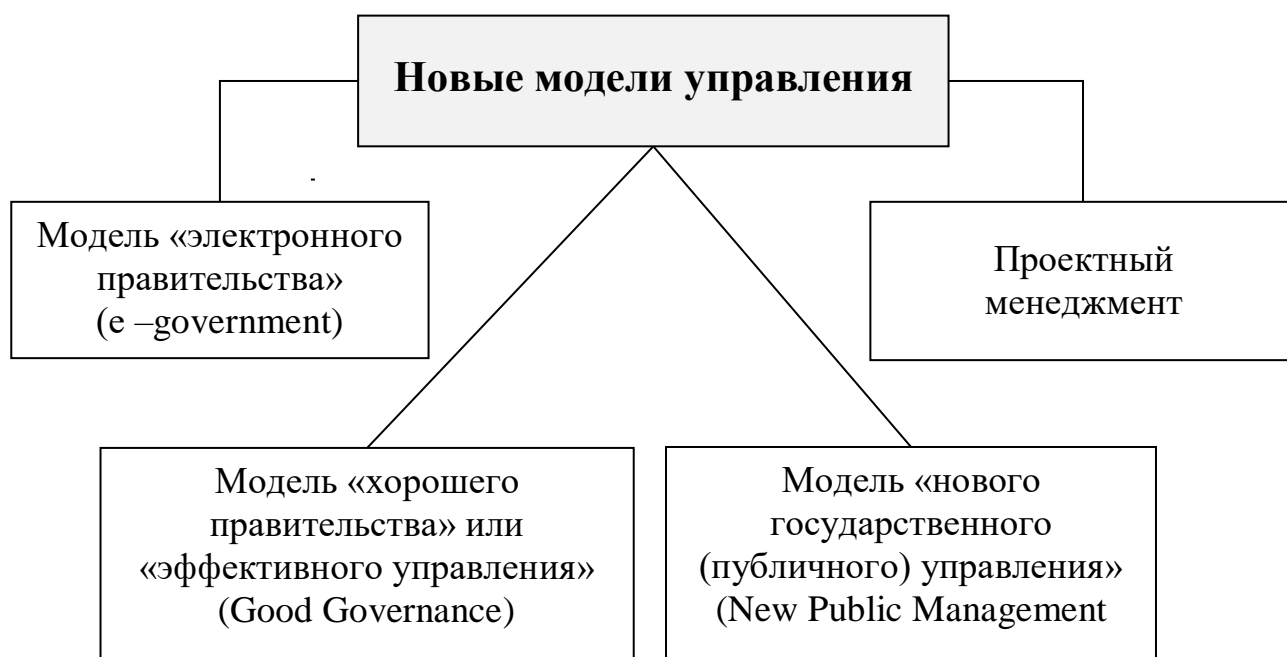 Новые модели управления
Модель «электронного
правительства»
(e –government)
Проектный
менеджмент
Модель «хорошего
правительства» или
«эффективного управления»
(Good Governance)
Модель «нового
государственного
(публичного) управления»
(New Public Management